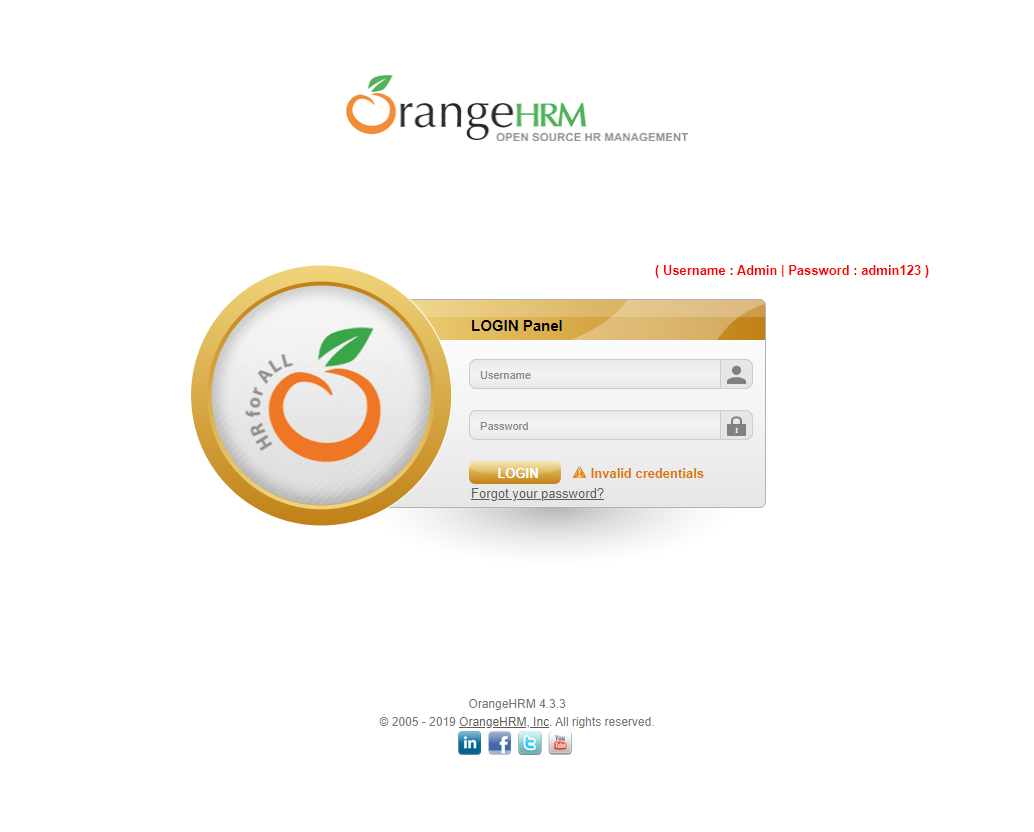 OrangeHRM
OPEN SOURCE HR MANAGEMENT
( Username : Admin | Password : admin123 )
HR for ALL
LOGIN Panel
Username
Password
LOGIN
Invalid credentials
Forgot your password?
OrangeHRM 4.3.3
© 2005 - 2019 OrangeHRM, Inc. All rights reserved.
in
f
t
You Tube